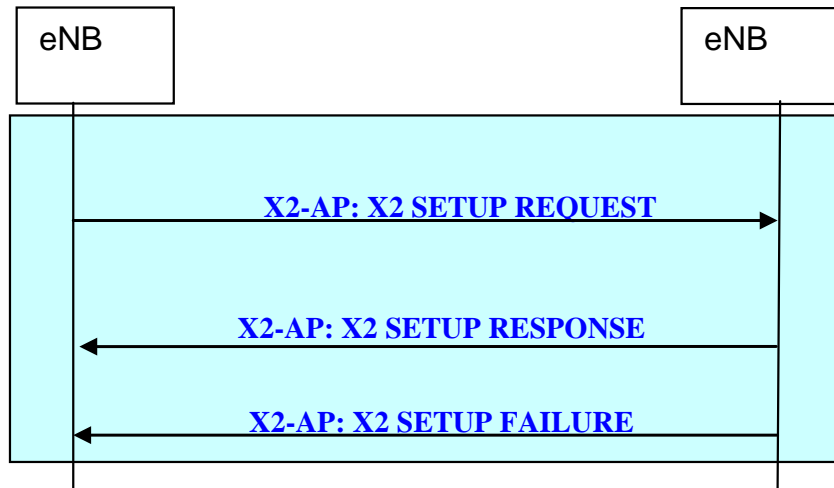 eNB
eNB
X2-AP: X2 SETUP REQUEST
X2-AP: X2 SETUP RESPONSE
X2-AP: X2 SETUP FAILURE